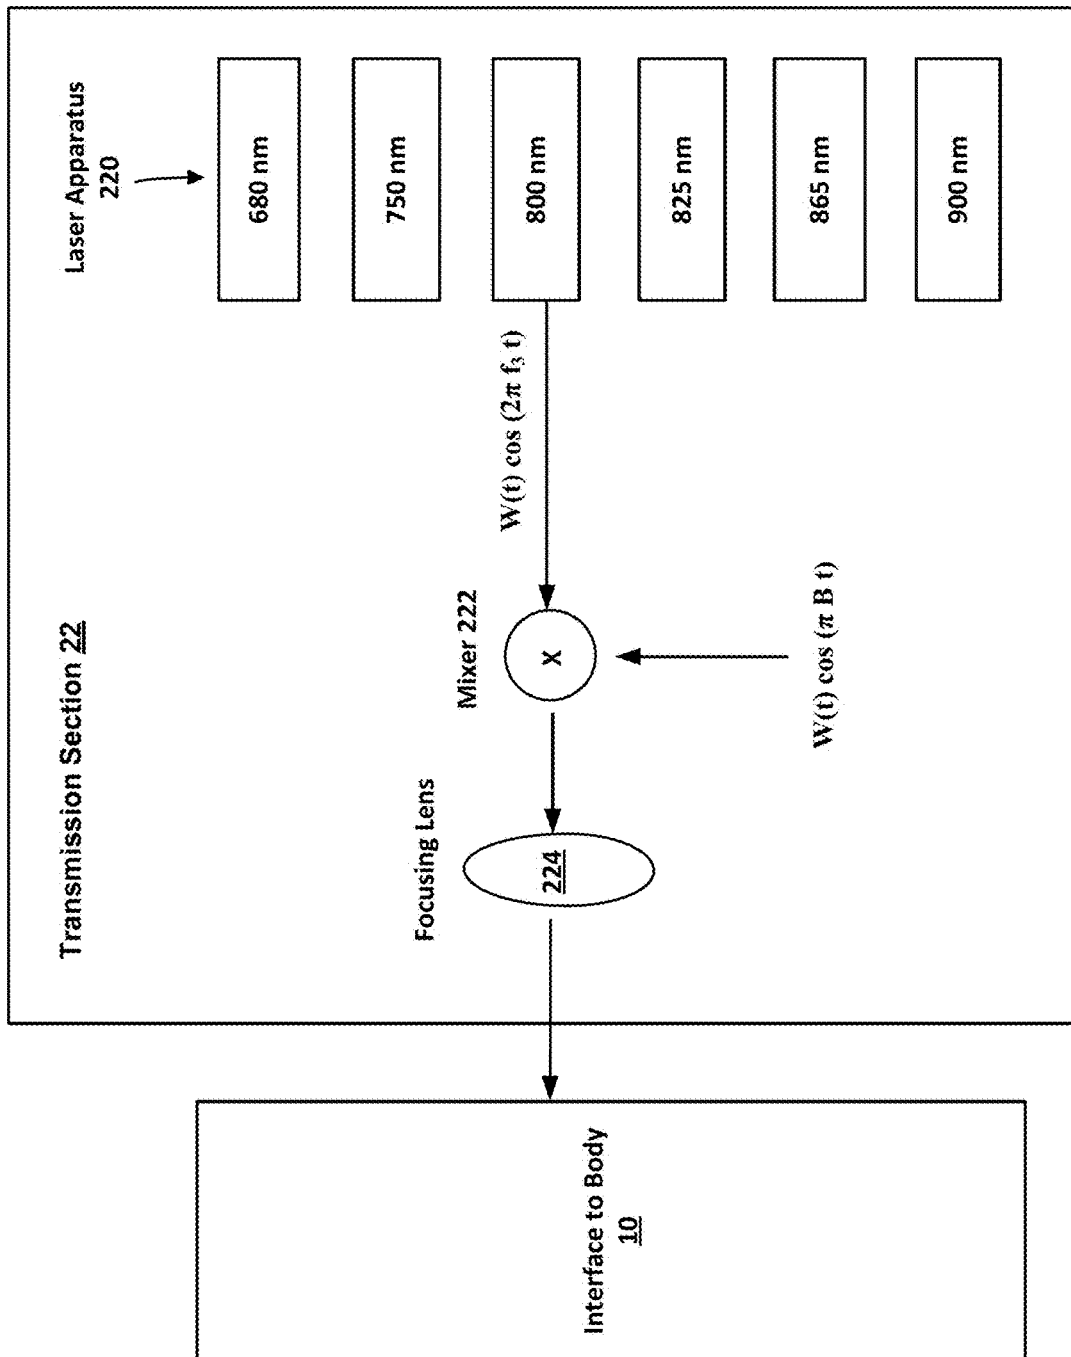 Transmission Section 22
Laser Apparatus
220
680 nm
750 nm
800 nm
825 nm
865 nm
900 nm
W(t) cos (2π f₃ t)
Mixer 222
X
W(t) cos (π B t)
Focusing Lens
224
Interface to Body
10